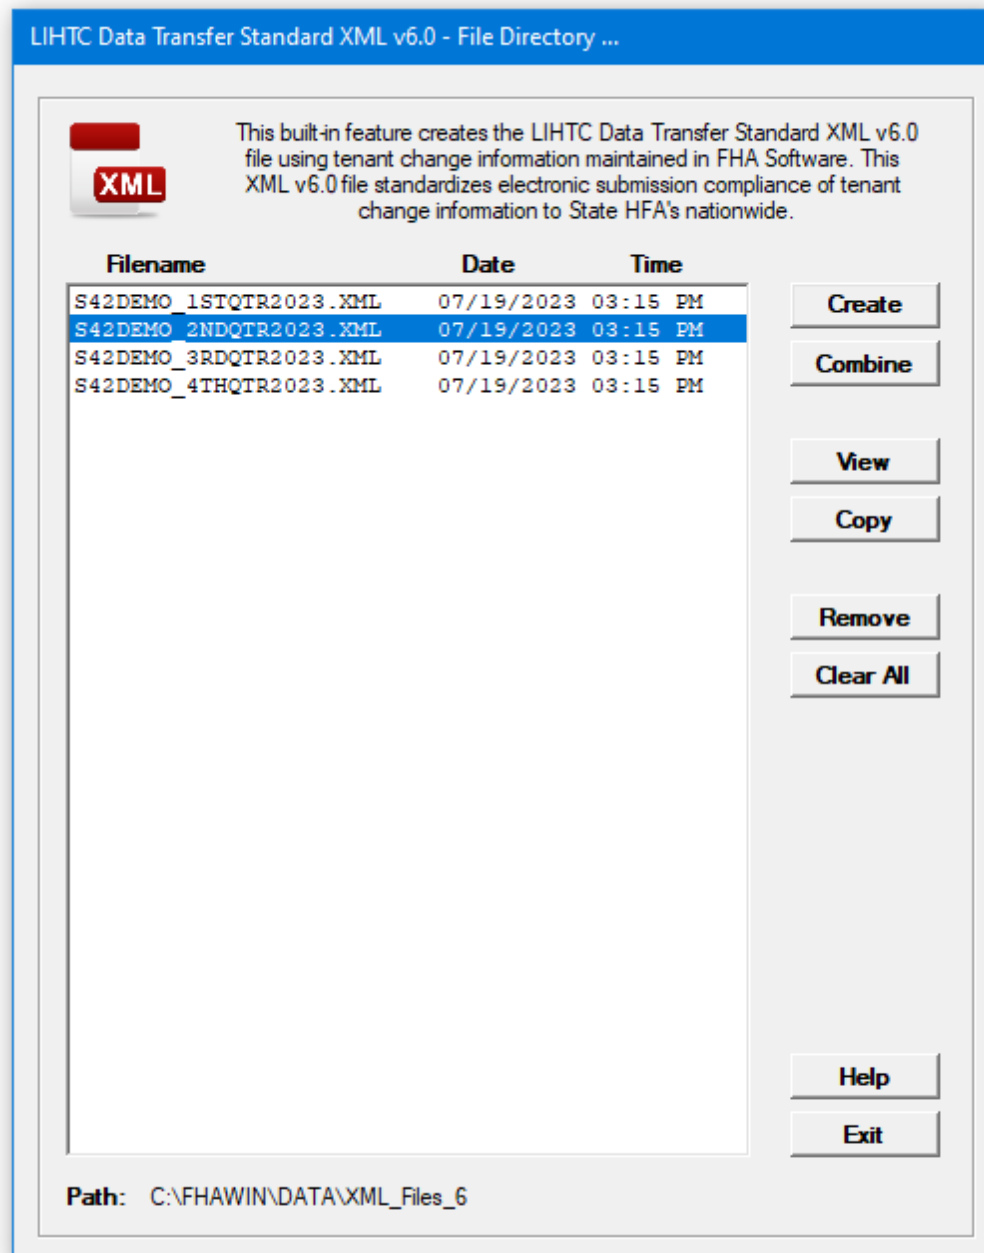 LIHTC Data Transfer Standard XML v6.0 - File Directory ...
This built-in feature creates the LIHTC Data Transfer Standard XML v6.0
file using tenant change information maintained in FHA Software. This
XML v6.0 file standardizes electronic submission compliance of tenant
change information to State HFA's nationwide.
XML
Filename Date Time
S42DEMO_1STQTR2023.XML 07/19/2023 03:15 PM
S42DEMO_2NDQTR2023.XML 07/19/2023 03:15 PM
S42DEMO_3RDQTR2023.XML 07/19/2023 03:15 PM
S42DEMO_4THQTR2023.XML 07/19/2023 03:15 PM
Create
Combine
View
Copy
Remove
Clear All
Help
Exit
Path: C:\FHAWIN\DATA\XML_Files_6